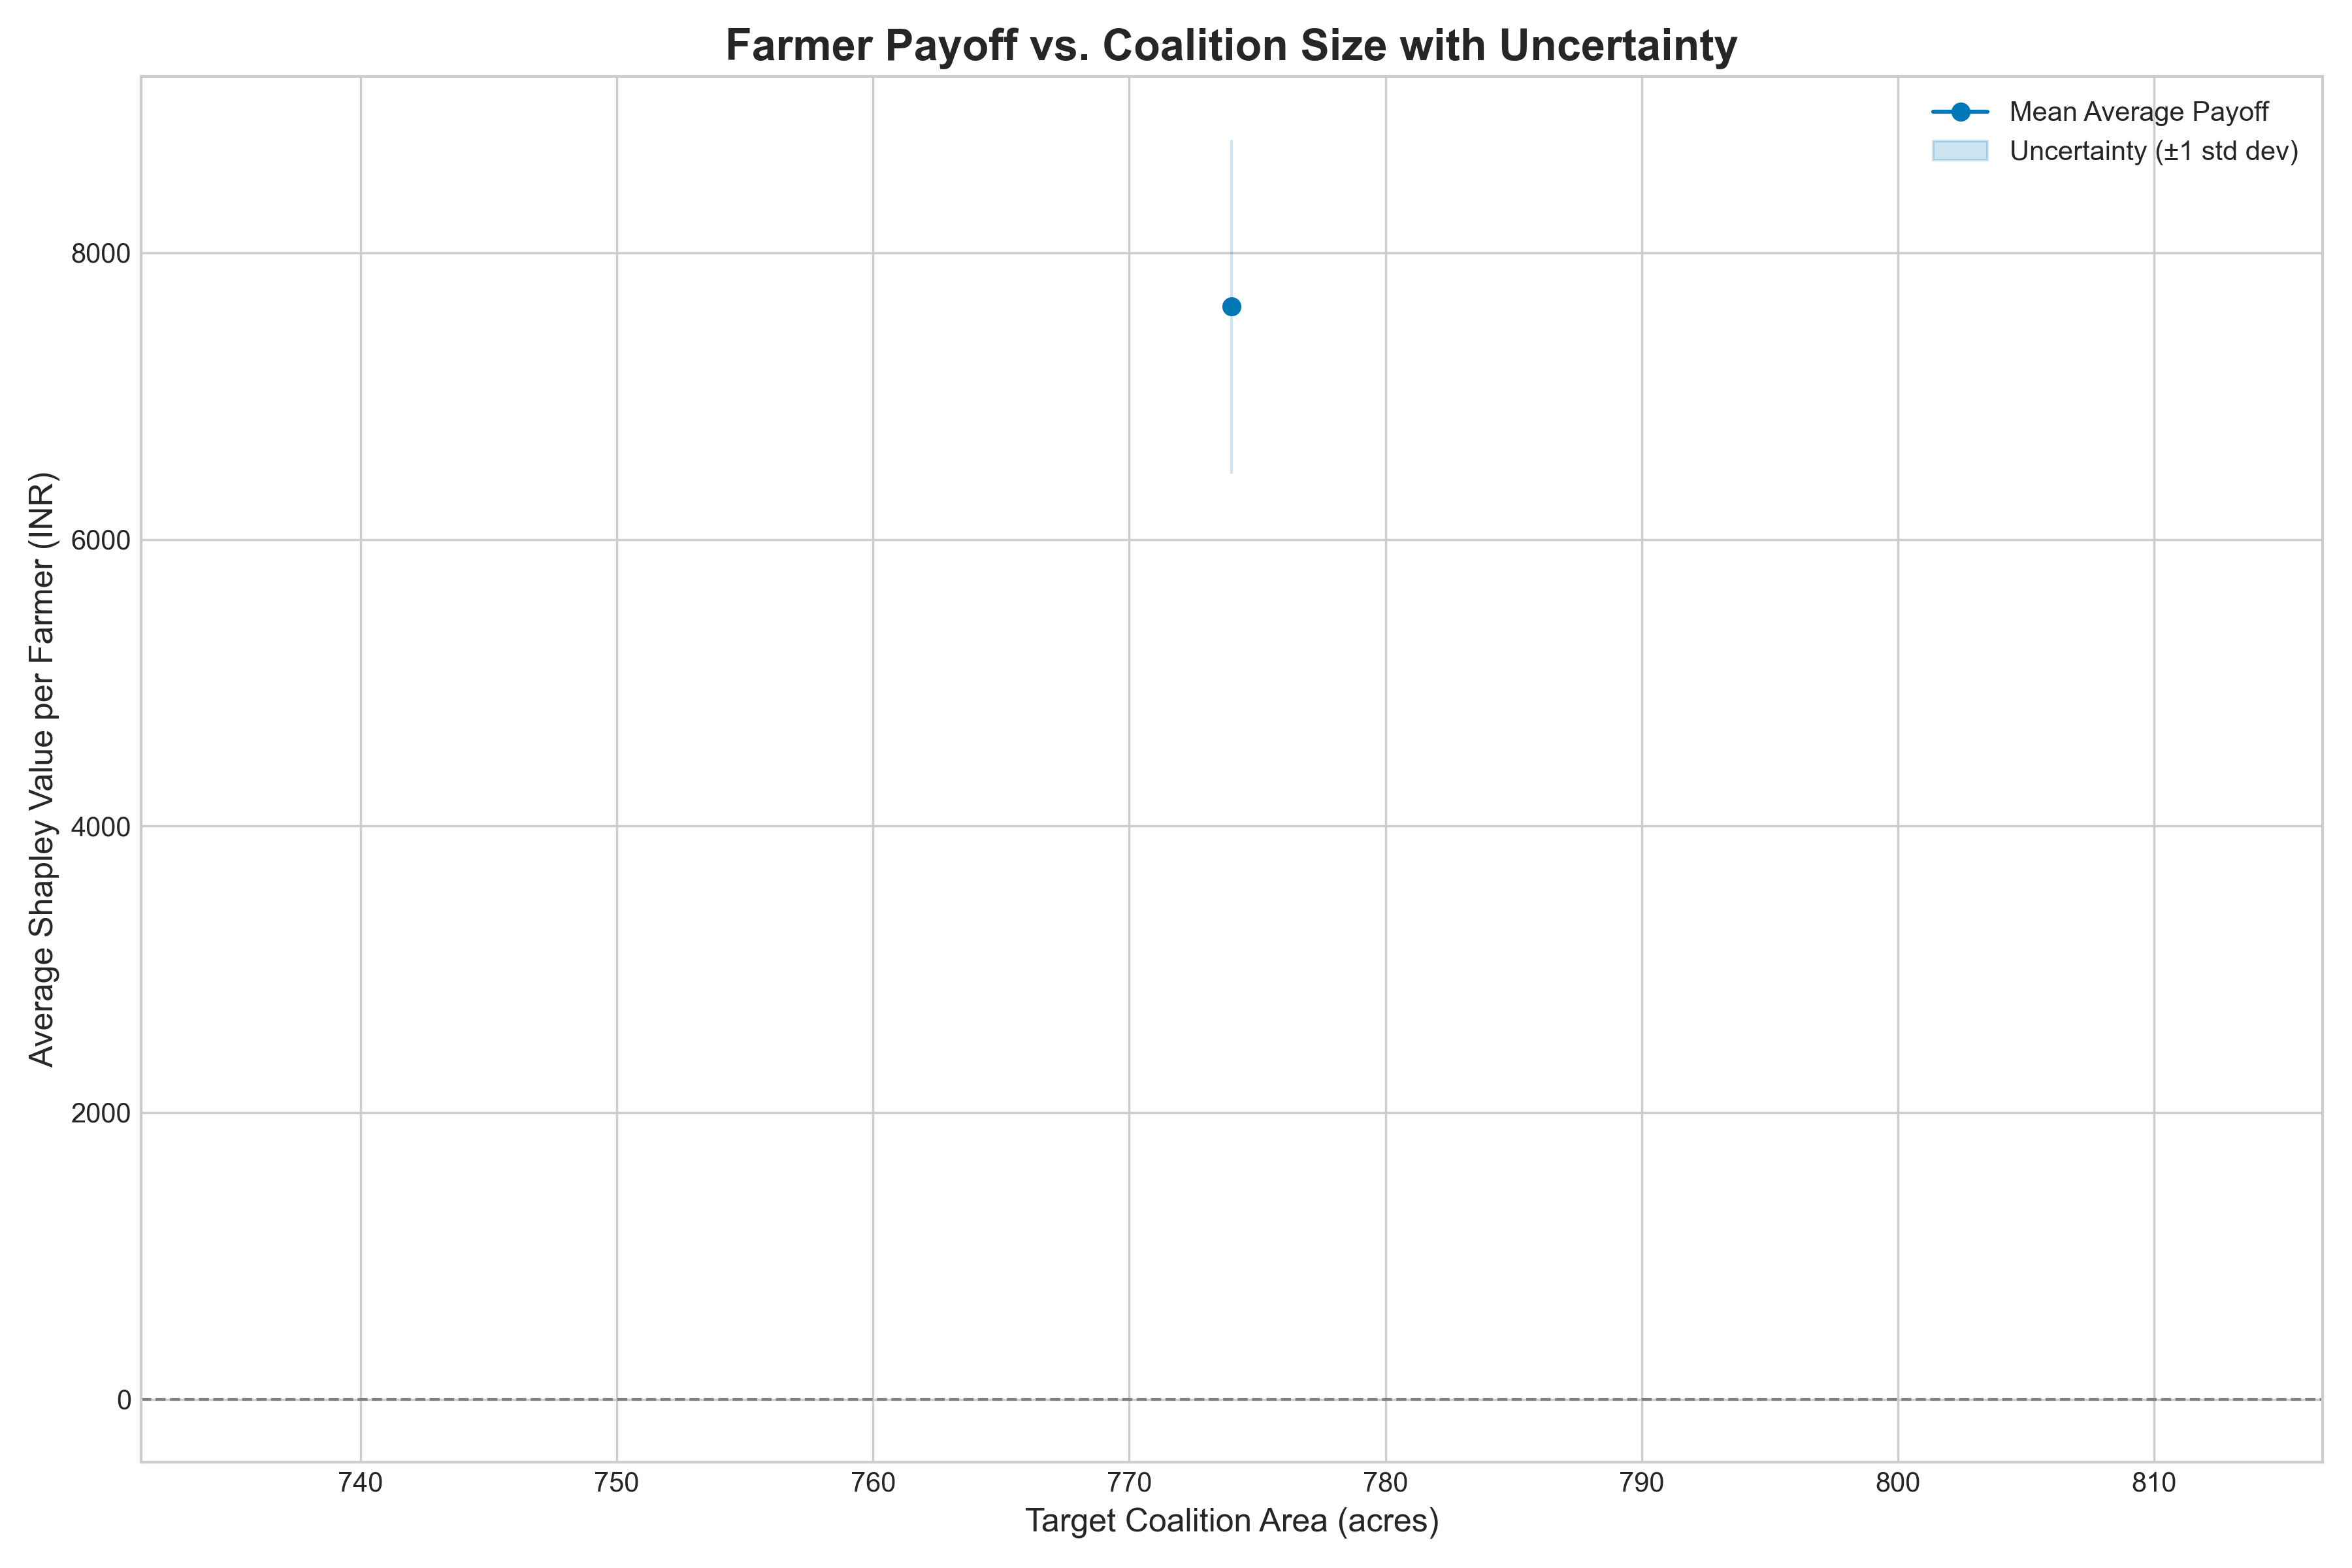 Farmer Payoff vs. Coalition Size with Uncertainty
Mean Average Payoff
Uncertainty (±1 std dev)
Average Shapley Value per Farmer (INR)
8000
6000
4000
2000
0
740 750 760 770 780 790 800 810
Target Coalition Area (acres)